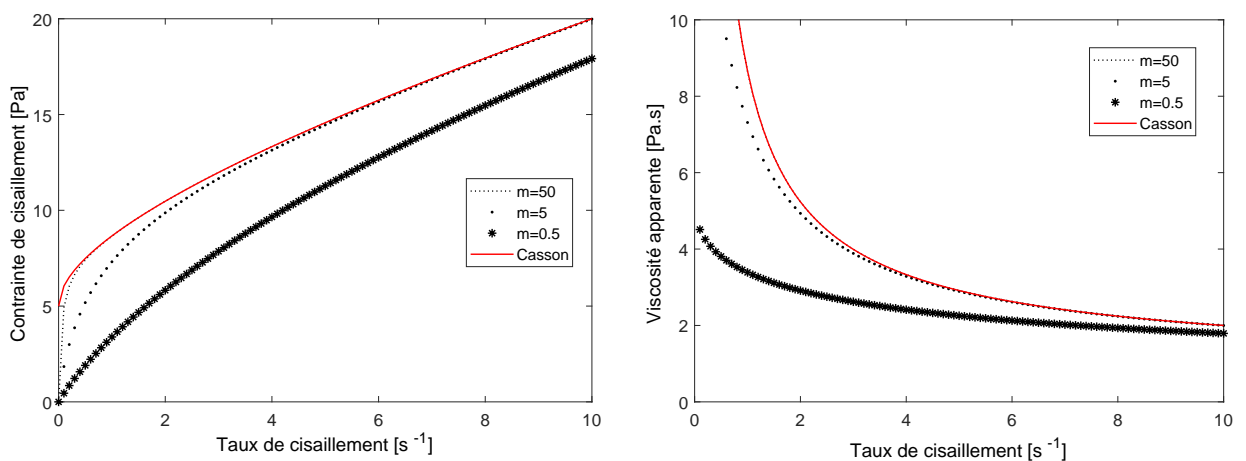 20
15
10
5
0
Contrainte de cisaillement [Pa]
m=50
m=5
m=0.5
Casson
0 2 4 6 8 10
Taux de cisaillement [s -1]
10
8
6
4
2
0
Viscosité apparente [Pa.s]
m=50
m=5
m=0.5
Casson
0 2 4 6 8 10
Taux de cisaillement [s -1]